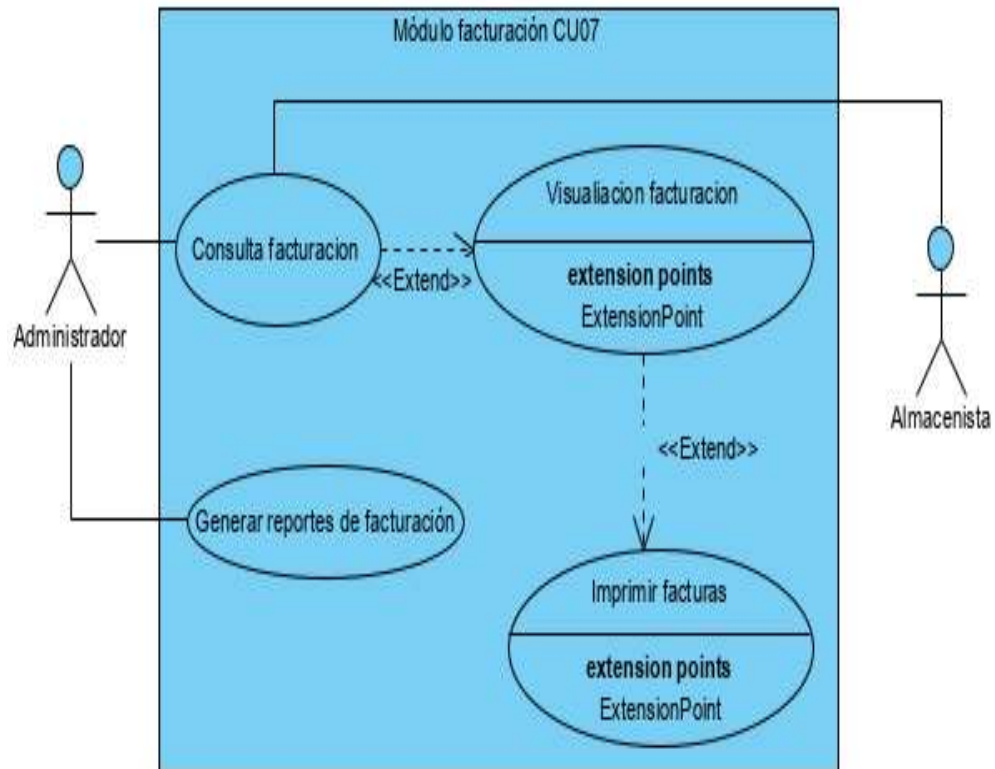 Módulo facturación CU07
Visualiacion facturacion
Consulta facturacion
<<Extend>>
extension points
ExtensionPoint
Administrador
Almacenista
<<Extend>>
Generar reportes de facturación
Imprimir facturas
extension points
ExtensionPoint